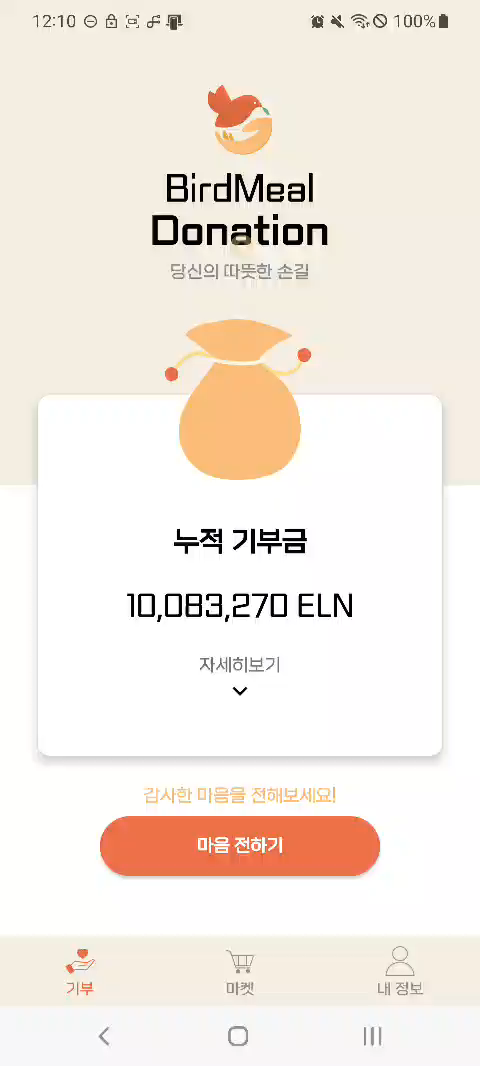 12:10
100%
BirdMeal
Donation
당신의 따뜻한 손길
누적 기부금
10,083,270 ELN
자세히보기
감사한 마음을 전해보세요!
마음 전하기
기부
마켓
내 정보